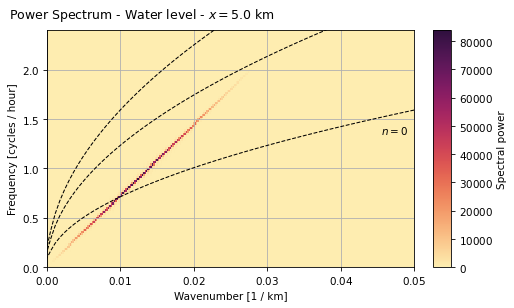 Power Spectrum - Water level - x = 5.0 km
Frequency [cycles / hour]
2.0
1.5
1.0
0.5
0.0
n = 0
0.00 0.01 0.02 0.03 0.04 0.05
Wavenumber [1 / km]
80000
70000
60000
50000
40000
30000
20000
10000
0
Spectral power